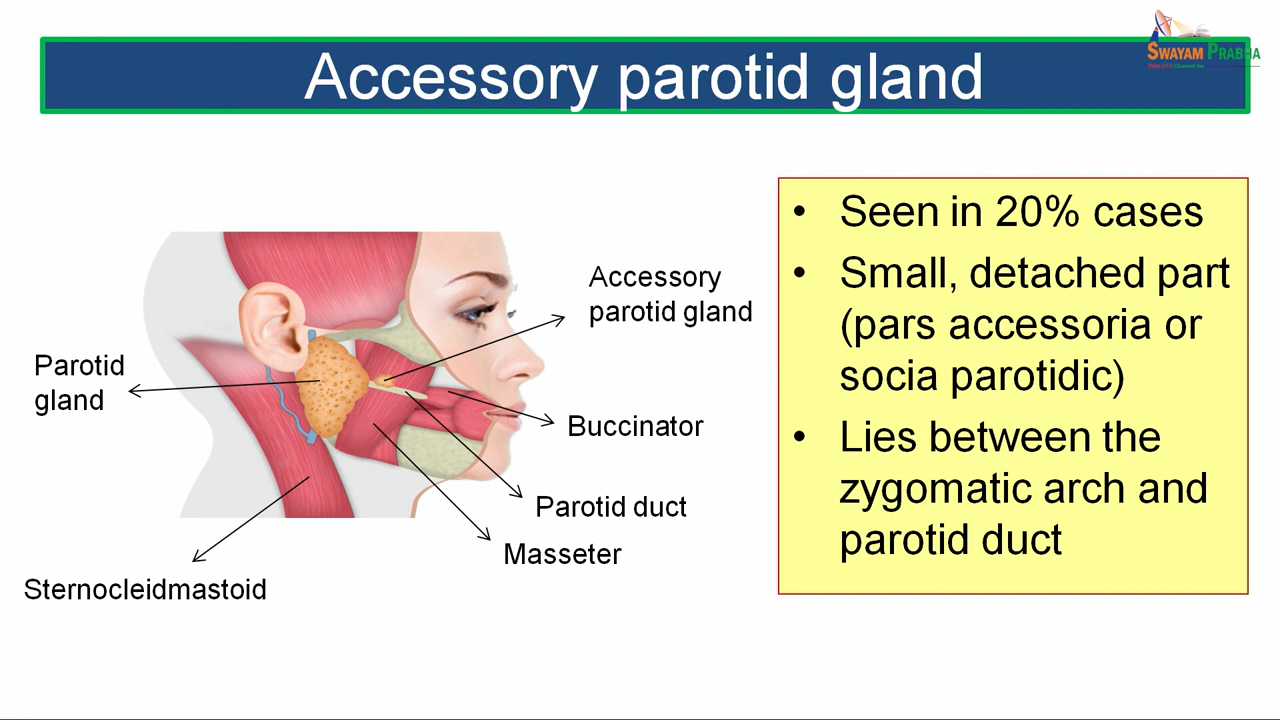 SWAYAM PRABHA
Accessory parotid gland
Accessory
parotid gland
Parotid
gland
Buccinator
Parotid duct
Masseter
Sternocleidmastoid
• Seen in 20% cases
• Small, detached part
(pars accessoria or
socia parotidic)
• Lies between the
zygomatic arch and
parotid duct